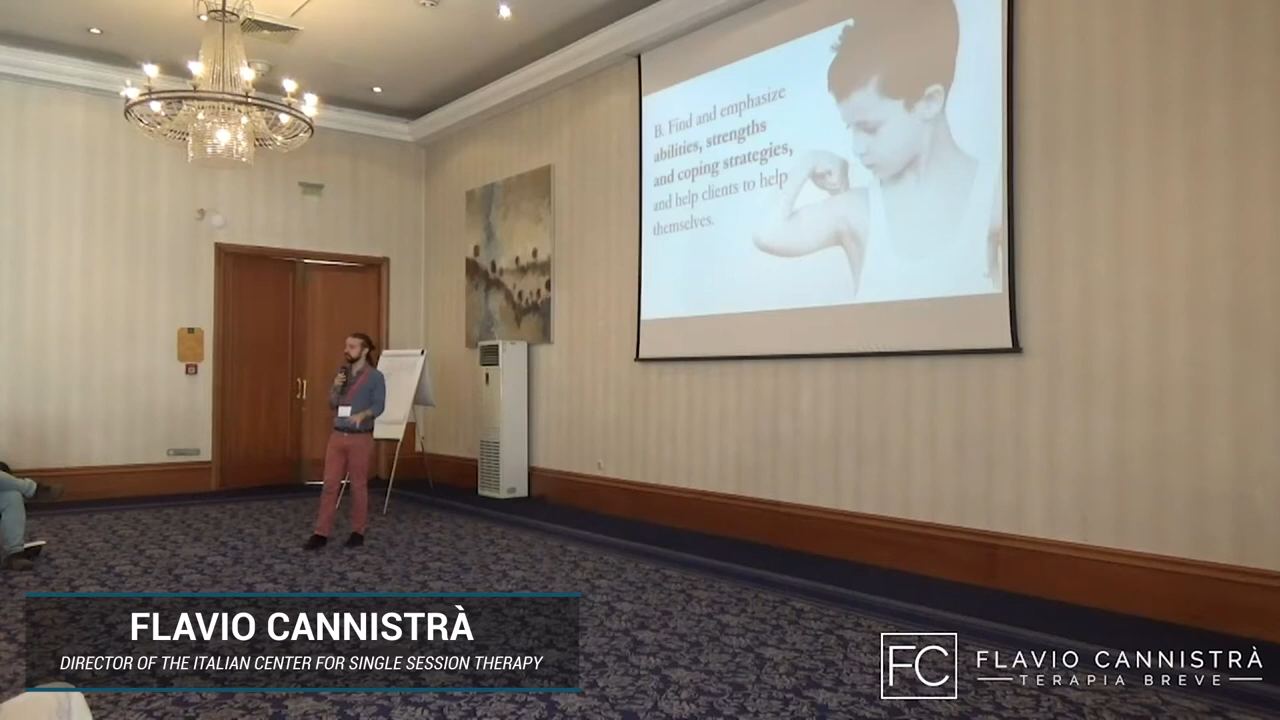 B. Find and emphasize
abilities, strengths
and coping strategies,
and help clients to help
themselves.
FLAVIO CANNISTRÀ
DIRECTOR OF THE ITALIAN CENTER FOR SINGLE SESSION THERAPY
FC
FLAVIO CANNISTRÀ
TERAPIA BREVE